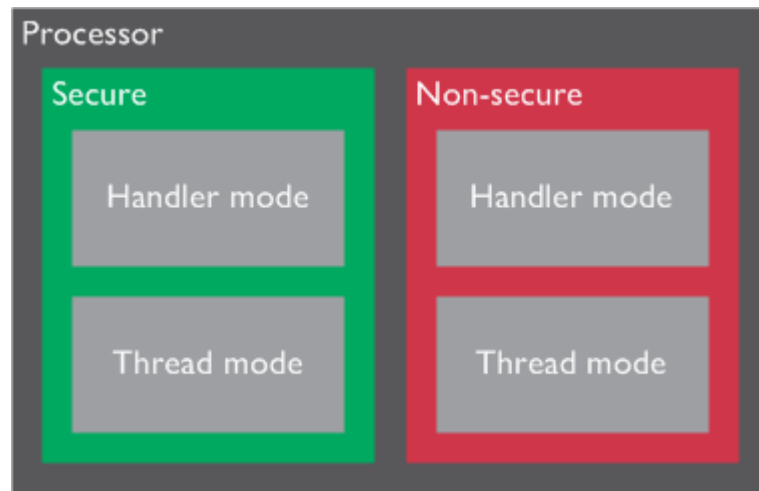 Processor
Secure
Handler mode
Thread mode
Non-secure
Handler mode
Thread mode